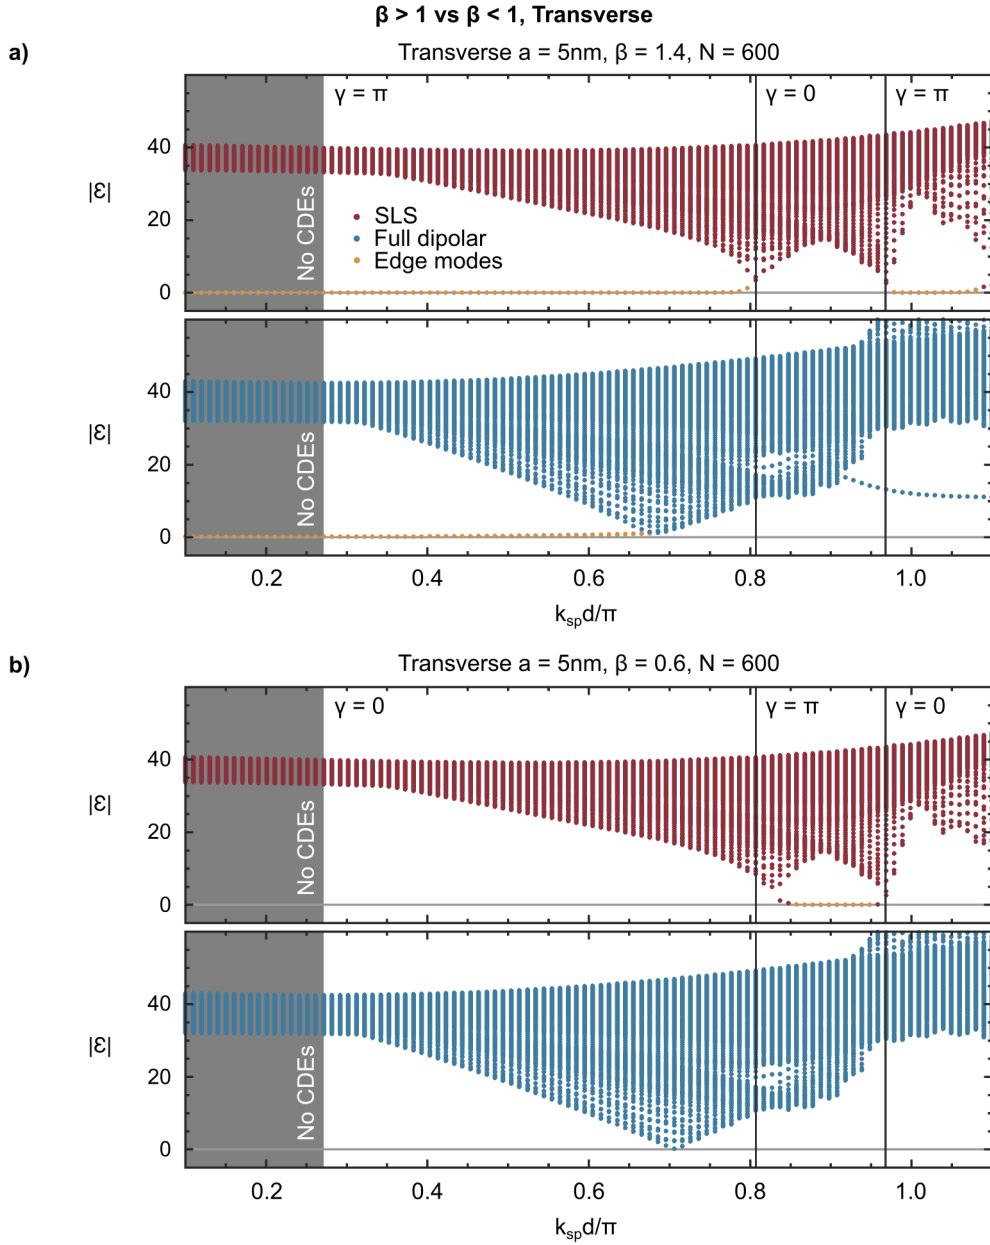 β > 1 vs β < 1, Transverse
a)
Transverse a = 5nm, β = 1.4, N = 600
γ = π
γ = 0
γ = π
40
20
0
|Ɛ|
No CDEs
SLS
Full dipolar
Edge modes
40
20
0
|Ɛ|
No CDEs
0.2 0.4 0.6 0.8 1.0
kspd/π
b)
Transverse a = 5nm, β = 0.6, N = 600
γ = 0
γ = π
γ = 0
40
20
0
|Ɛ|
No CDEs
40
20
0
|Ɛ|
No CDEs
0.2 0.4 0.6 0.8 1.0
kspd/π